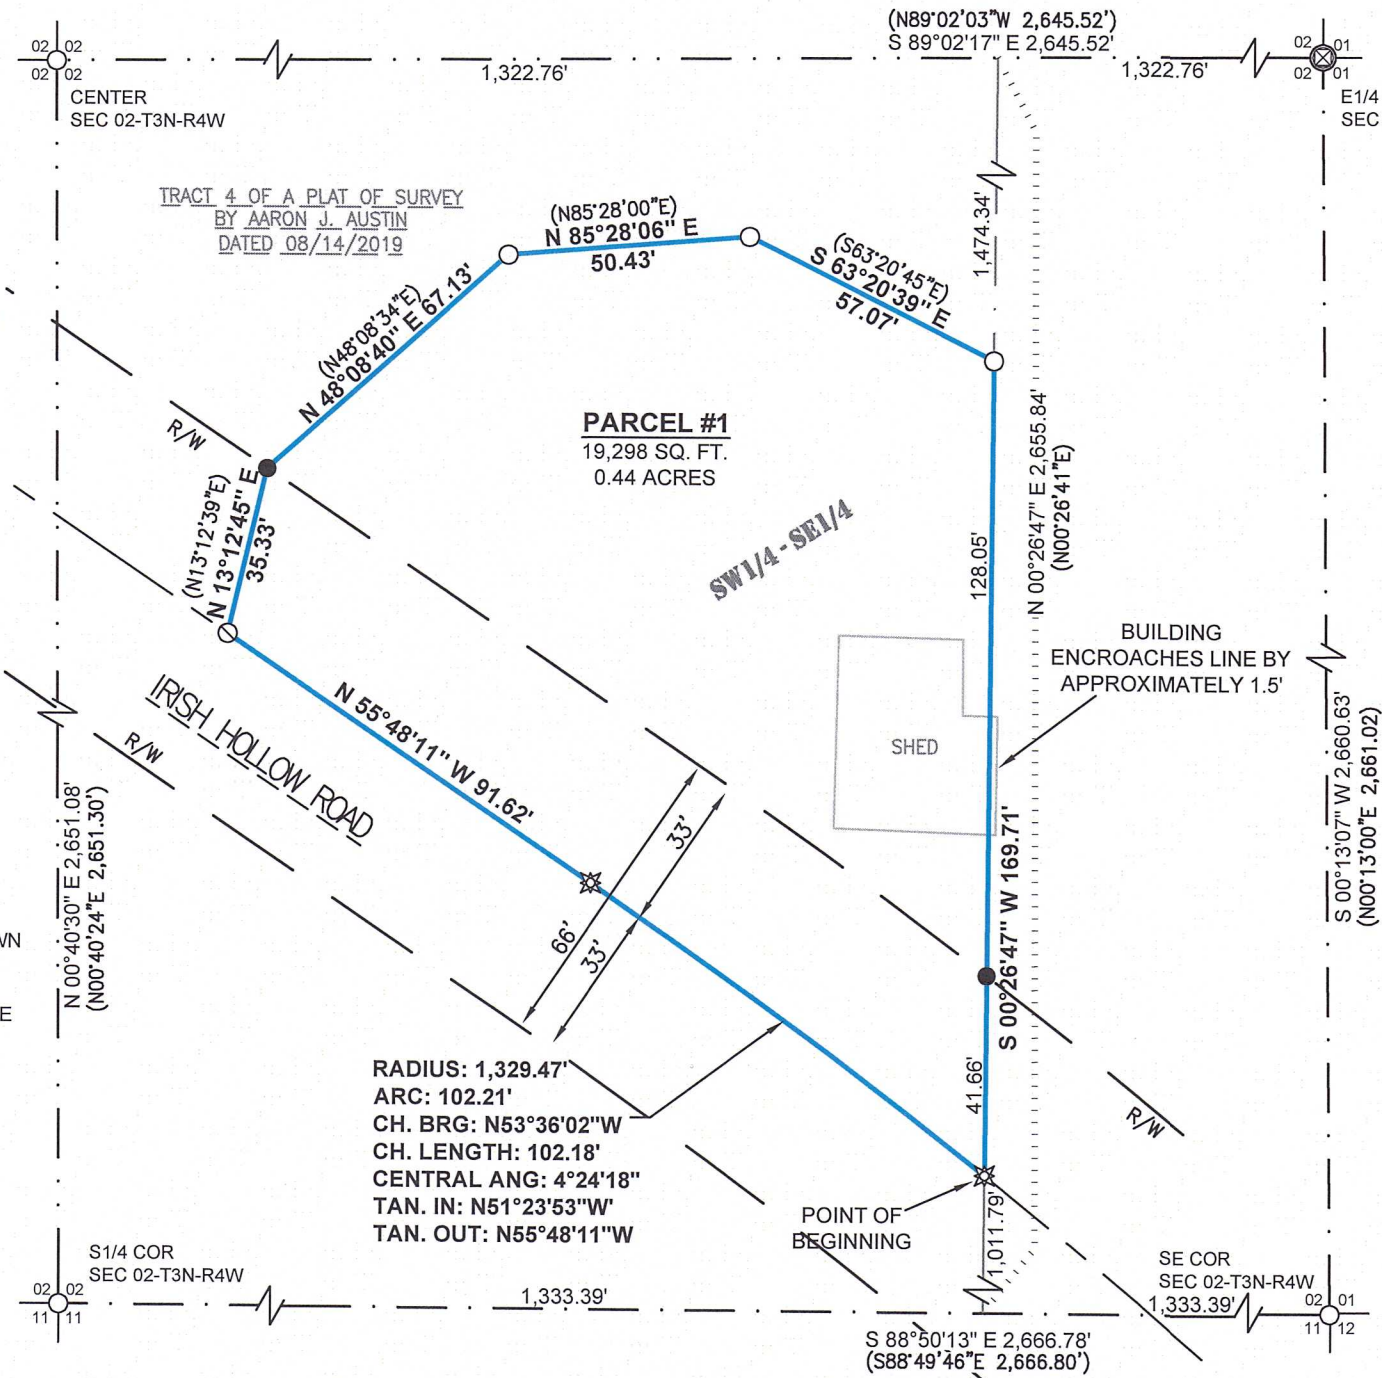 (N89°02'03"W 2,645.52')
S 89°02'17" E 2,645.52'
1,322.76'
1,322.76'
02 02
02 02
CENTER
SEC 02-T3N-R4W
02 01
02 01
E1/4
SEC
TRACT 4 OF A PLAT OF SURVEY
BY AARON J. AUSTIN
DATED 08/14/2019
(N85°28'00"E)
N 85°28'06" E
50.43'
(S63°20'45"E)
S 63°20'39" E
57.07'
1,474.34'
(N48°08'34"E)
N 48°08'40" E 67.13'
R/W
PARCEL #1
19,298 SQ. FT.
0.44 ACRES
(N13°12'39"E)
N 13°12'45" E
35.33'
SW1/4 - SE1/4
128.05'
N 00°26'47" E 2,655.84'
(N00°26'41"E)
BUILDING
ENCROACHES LINE BY
APPROXIMATELY 1.5'
SHED
IRISH HOLLOW ROAD
R/W
N 55°48'11" W 91.62'
33'
66'
33'
S 00°26'47" W 169.71'
N 00°40'30" E 2,651.08'
(N00°40'24"E 2,651.30')
S 00°13'07" W 2,660.63'
(N00°13'00"E 2,661.02)
WN
E
RADIUS: 1,329.47'
ARC: 102.21'
CH. BRG: N53°36'02"W
CH. LENGTH: 102.18'
CENTRAL ANG: 4°24'18"
TAN. IN: N51°23'53"W'
TAN. OUT: N55°48'11"W
41.66'
R/W
POINT OF
BEGINNING
1,011.79'
S1/4 COR
SEC 02-T3N-R4W
02 02
11 11
1,333.39'
SE COR
SEC 02-T3N-R4W
1,333.39'
02 01
11 12
S 88°50'13" E 2,666.78'
(S88°49'46"E 2,666.80')